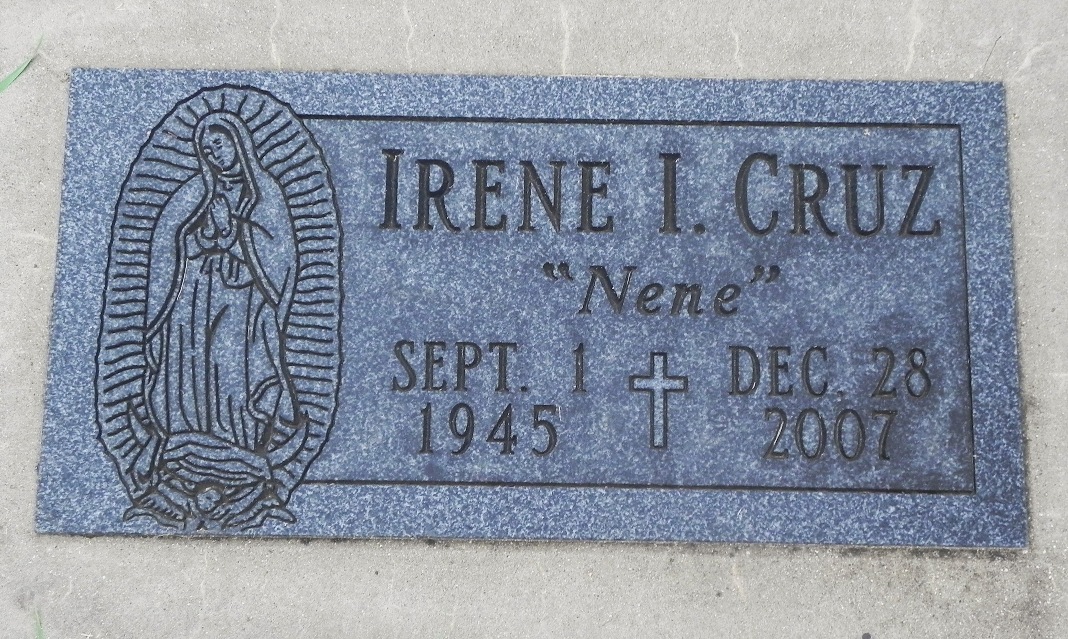 IRENE I. CRUZ
"Nene"
SEPT. 1
1945
DEC. 28
2007